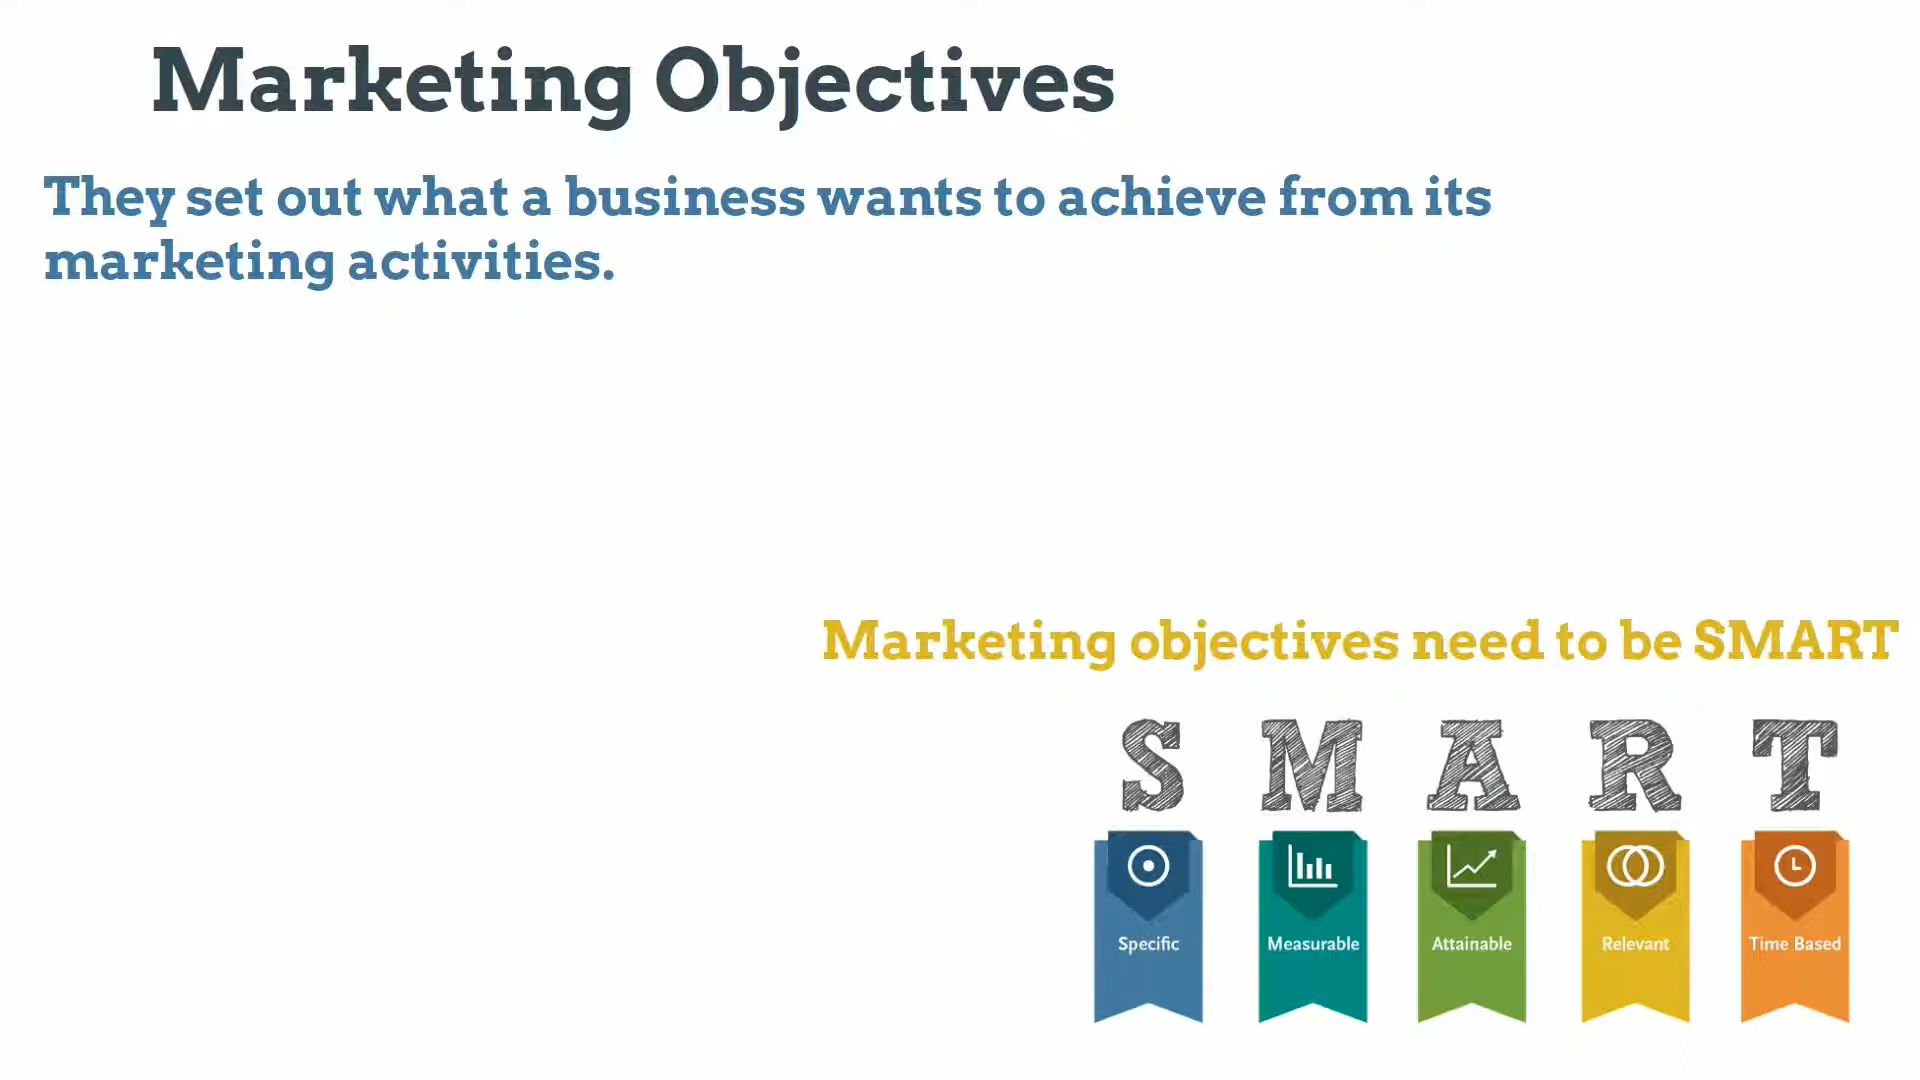 Marketing Objectives
They set out what a business wants to achieve from its
marketing activities.
Marketing objectives need to be SMART
S M A R T
Specific Measurable Attainable Relevant Time Based